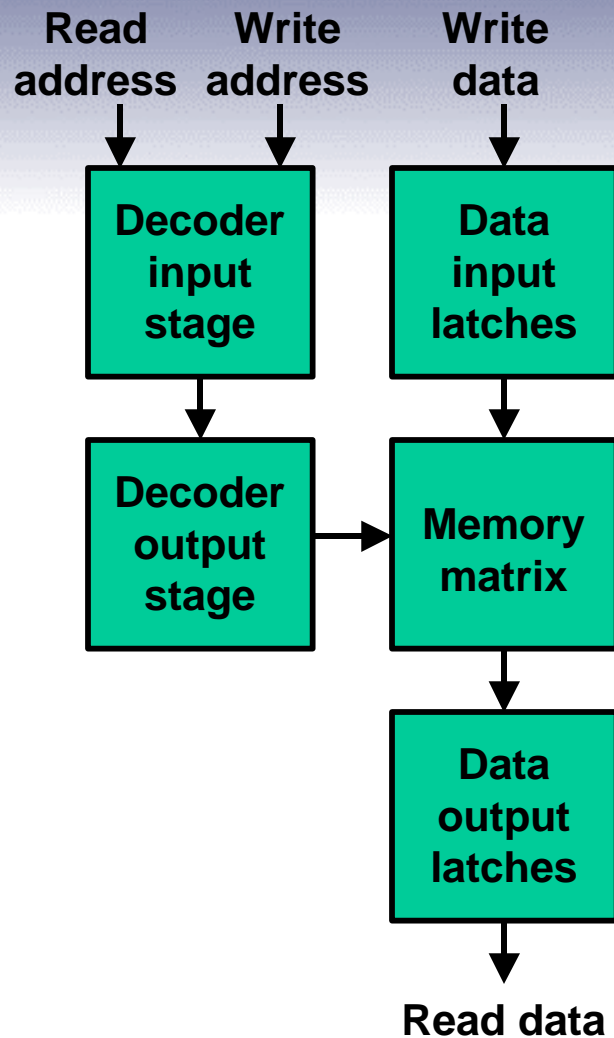 Read
address
Write
address
Write
data
Decoder
input
stage
Data
input
latches
Decoder
output
stage
Memory
matrix
Data
output
latches
Read data